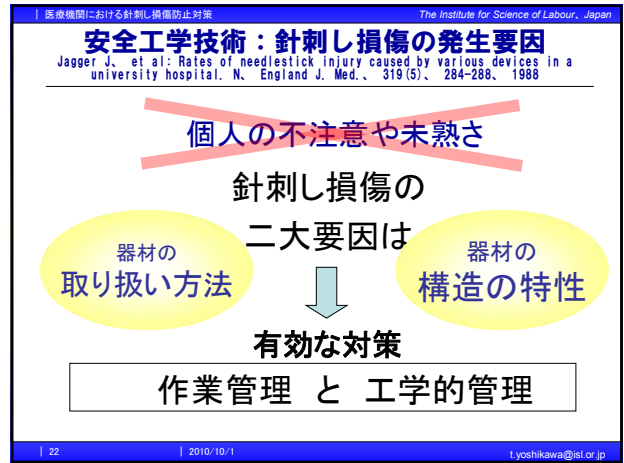 | 医療機関における針刺し損傷防止対策
The Institute for Science of Labour、Japan
安全工学技術：針刺し損傷の発生要因
Jagger J、 et al: Rates of needlestick injury caused by various devices in a
university hospital. N、 England J. Med.、 319(5)、 284-288、 1988
個人の不注意や未熟さ
針刺し損傷の
二大要因は
器材の
取り扱い方法
器材の
構造の特性
有効な対策
作業管理 と 工学的管理
| 22
| 2010/10/1
t.yoshikawa@isl.or.jp